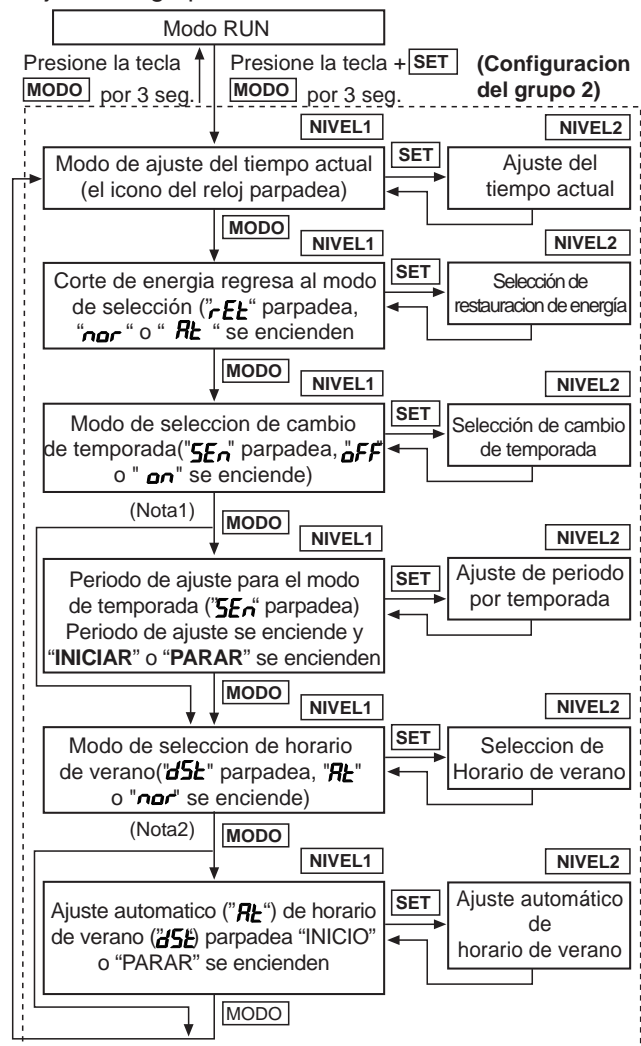 Modo RUN
Presione la tecla
MODO por 3 seg.
Presione la tecla + SET
MODO por 3 seg.
(Configuracion
del grupo 2)
NIVEL1
NIVEL2
Modo de ajuste del tiempo actual
(el icono del reloj parpadea)
SET
Ajuste del
tiempo actual
MODO
NIVEL1
NIVEL2
Corte de energia regresa al modo
de selección ("rEt" parpadea,
"nor" o "At" se encienden
SET
Selección de
restauracion de energía
MODO
NIVEL1
NIVEL2
Modo de seleccion de cambio
de temporada("SEn" parpadea, "oFF"
o "on" se enciende)
SET
Selección de cambio
de temporada
(Nota1)
MODO
NIVEL1
NIVEL2
Periodo de ajuste para el modo
de temporada ("SEn" parpadea)
Periodo de ajuste se enciende y
"INICIAR" o "PARAR" se encienden
SET
Ajuste de periodo
por temporada
MODO
NIVEL1
NIVEL2
Modo de seleccion de horario
de verano("dSt" parpadea, "At"
o "nor" se enciende)
SET
Seleccion de
Horario de verano
(Nota2)
MODO
NIVEL1
NIVEL2
Ajuste automatico ("At") de horario
de verano ("dSt") parpadea "INICIO"
o "PARAR" se encienden
SET
Ajuste automático
de
horario de verano
MODO